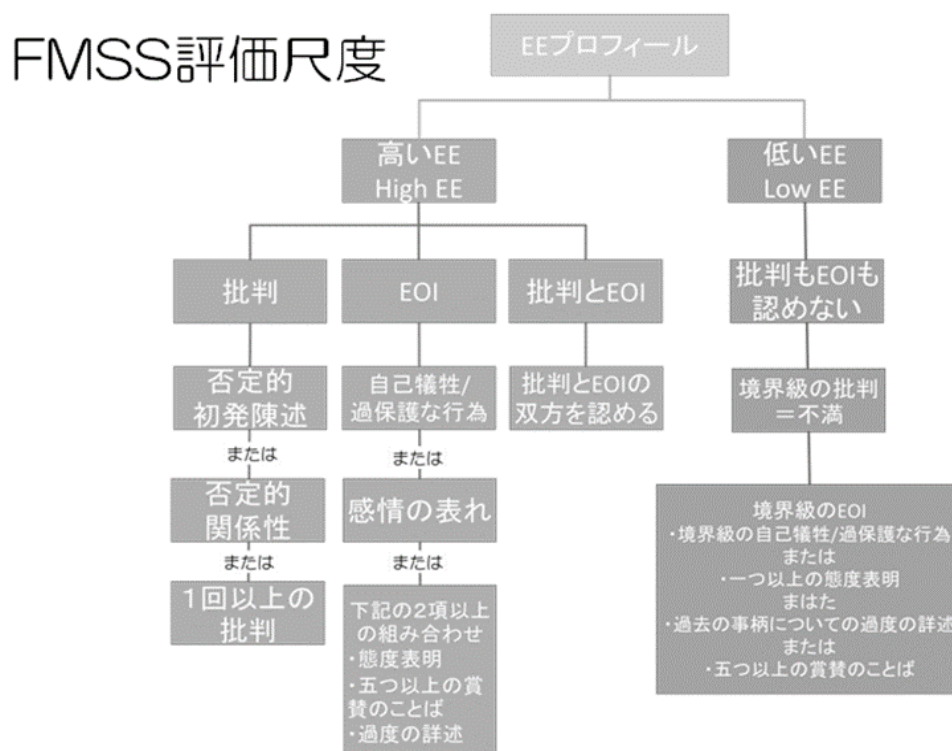 FMSS評価尺度
EEプロフィール
高いEE
High EE
低いEE
Low EE
批判
EOI
批判とEOI
批判もEOIも
認めない
否定的
初発陳述
または
否定的
関係性
または
1回以上の
批判
自己犠牲/
過保護な行為
または
感情の表れ
または
下記の2項以上
の組み合わせ
・態度表明
・五つ以上の賞
賛のことば
・過度の詳述
批判とEOIの
双方を認める
境界級の批判
＝不満
境界級のEOI
・境界級の自己犠牲/過保護な行為
または
・一つ以上の態度表明
まはた
・過去の事柄についての過度の詳述
または
・五つ以上の賞賛のことば